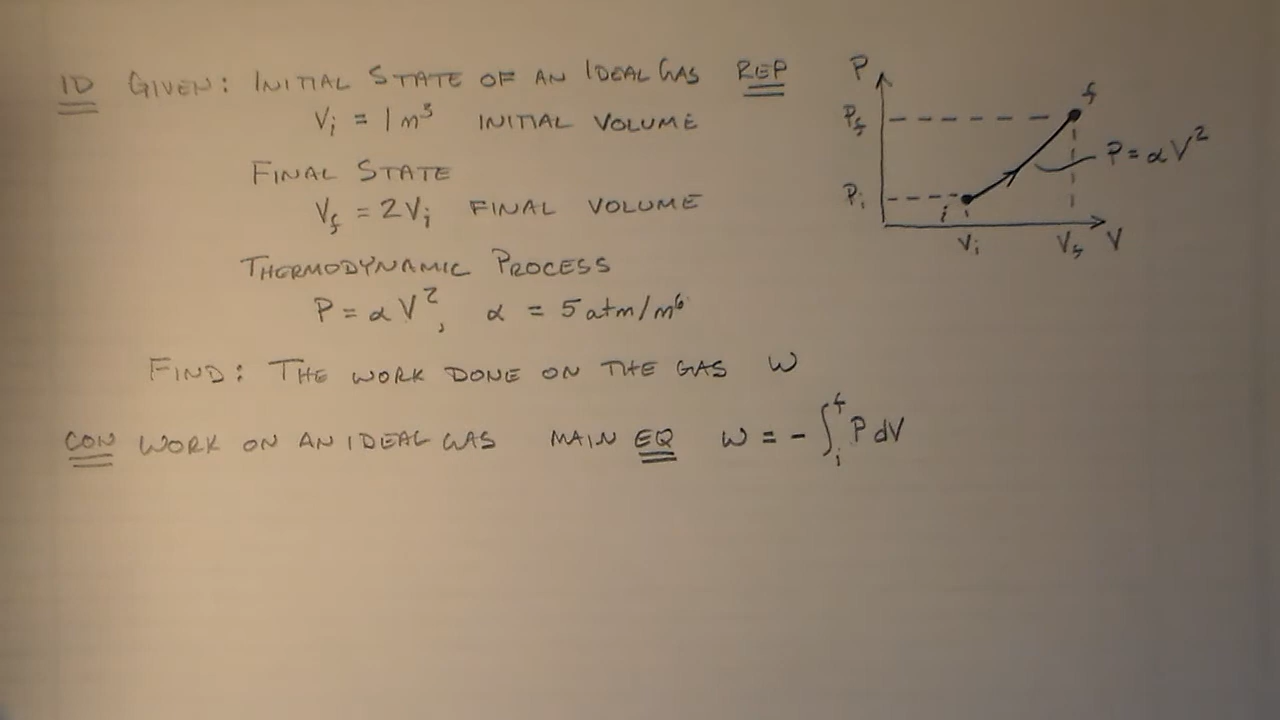 ID GIVEN: INITIAL STATE OF AN IDEAL GAS REP
Vi = 1 m³ INITIAL VOLUME
FINAL STATE
Vf = 2Vi FINAL VOLUME
THERMODYNAMIC PROCESS
P = αV², α = 5 atm/m⁶
FIND: THE WORK DONE ON THE GAS W
CON WORK ON AN IDEAL GAS MAIN EQ W = - ∫if P dV
P
f
Pf
P = αV²
Pi
i
Vi Vf V